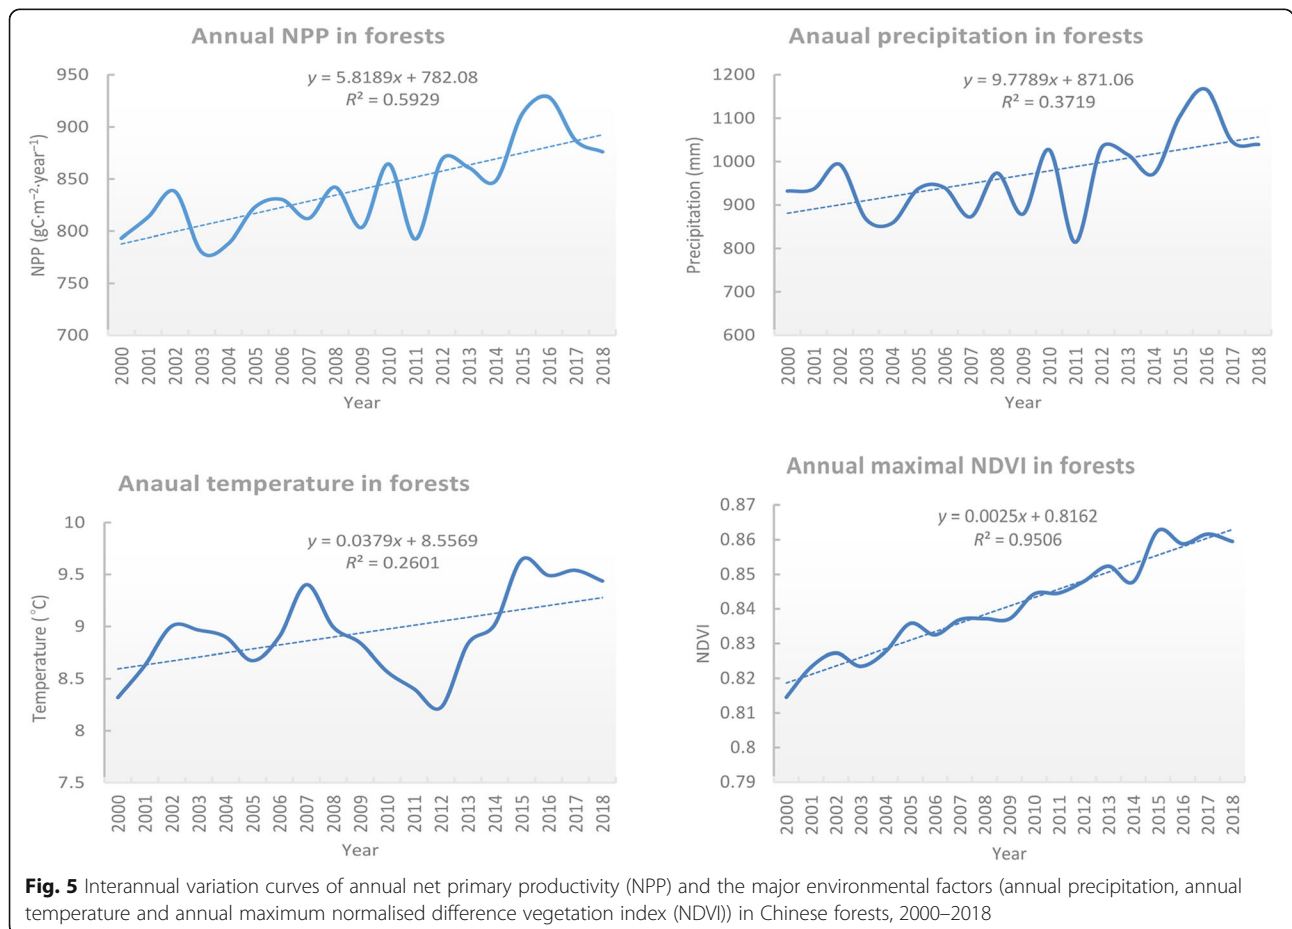 Annual NPP in forests
y = 5.8189x + 782.08
R² = 0.5929
950
900
850
800
750
700
NPP (gC·m⁻²·year⁻¹)
2000 2001 2002 2003 2004 2005 2006 2007 2008 2009 2010 2011 2012 2013 2014 2015 2016 2017 2018
Year
Anaual precipitation in forests
y = 9.7789x + 871.06
R² = 0.3719
1200
1100
1000
900
800
700
600
Precipitation (mm)
2000 2001 2002 2003 2004 2005 2006 2007 2008 2009 2010 2011 2012 2013 2014 2015 2016 2017 2018
Year
Anaual temperature in forests
y = 0.0379x + 8.5569
R² = 0.2601
10
9.5
9
8.5
8
7.5
Temperature (°C)
2000 2001 2002 2003 2004 2005 2006 2007 2008 2009 2010 2011 2012 2013 2014 2015 2016 2017 2018
Year
Annual maximal NDVI in forests
y = 0.0025x + 0.8162
R² = 0.9506
0.87
0.86
0.85
0.84
0.83
0.82
0.81
0.8
0.79
NDVI
2000 2001 2002 2003 2004 2005 2006 2007 2008 2009 2010 2011 2012 2013 2014 2015 2016 2017 2018
Year
Fig. 5 Interannual variation curves of annual net primary productivity (NPP) and the major environmental factors (annual precipitation, annual
temperature and annual maximum normalised difference vegetation index (NDVI)) in Chinese forests, 2000–2018